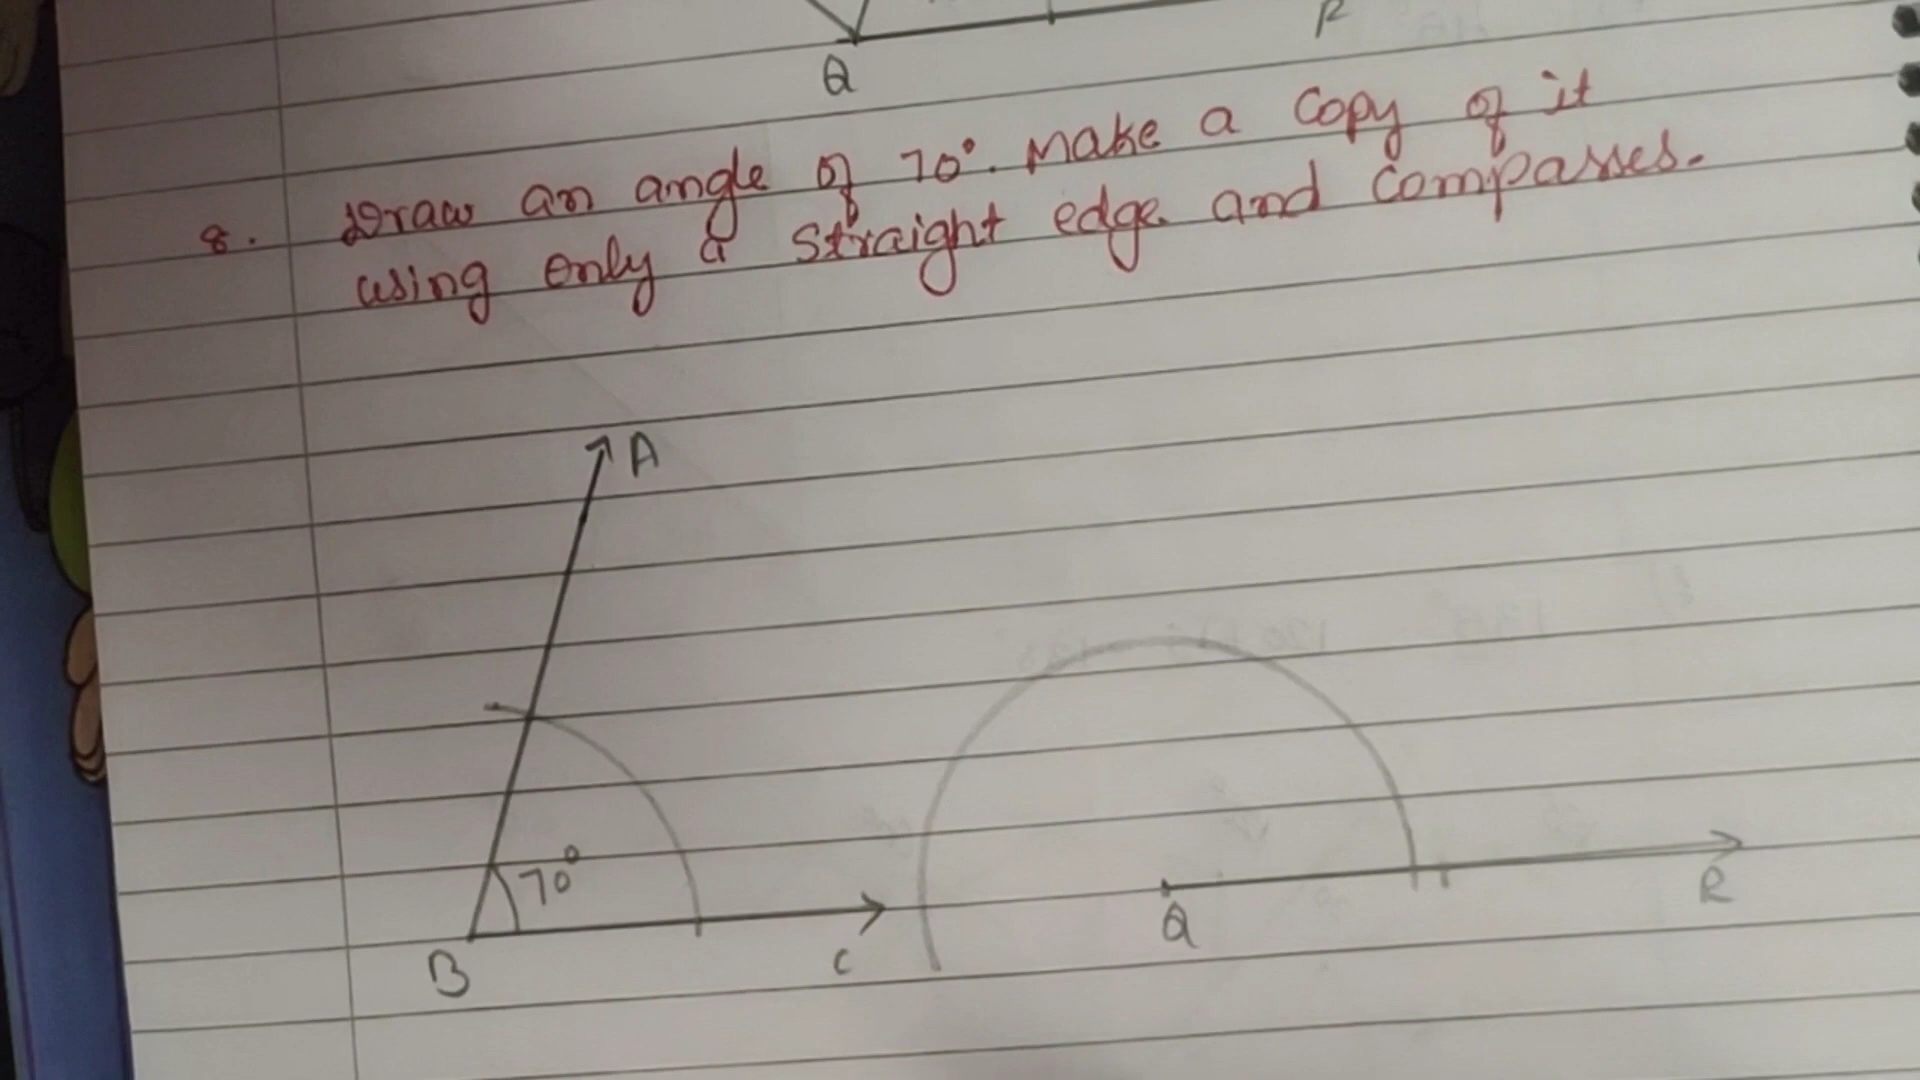 Q R
8. Draw an angle of 70°. Make a copy of it
using only a straight edge and compasses.
A
70°
B C Q R